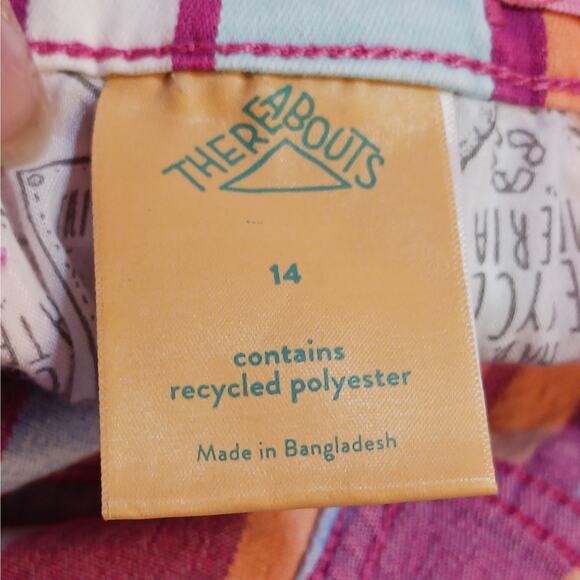 THEREABOUTS
14
contains
recycled polyester
Made in Bangladesh